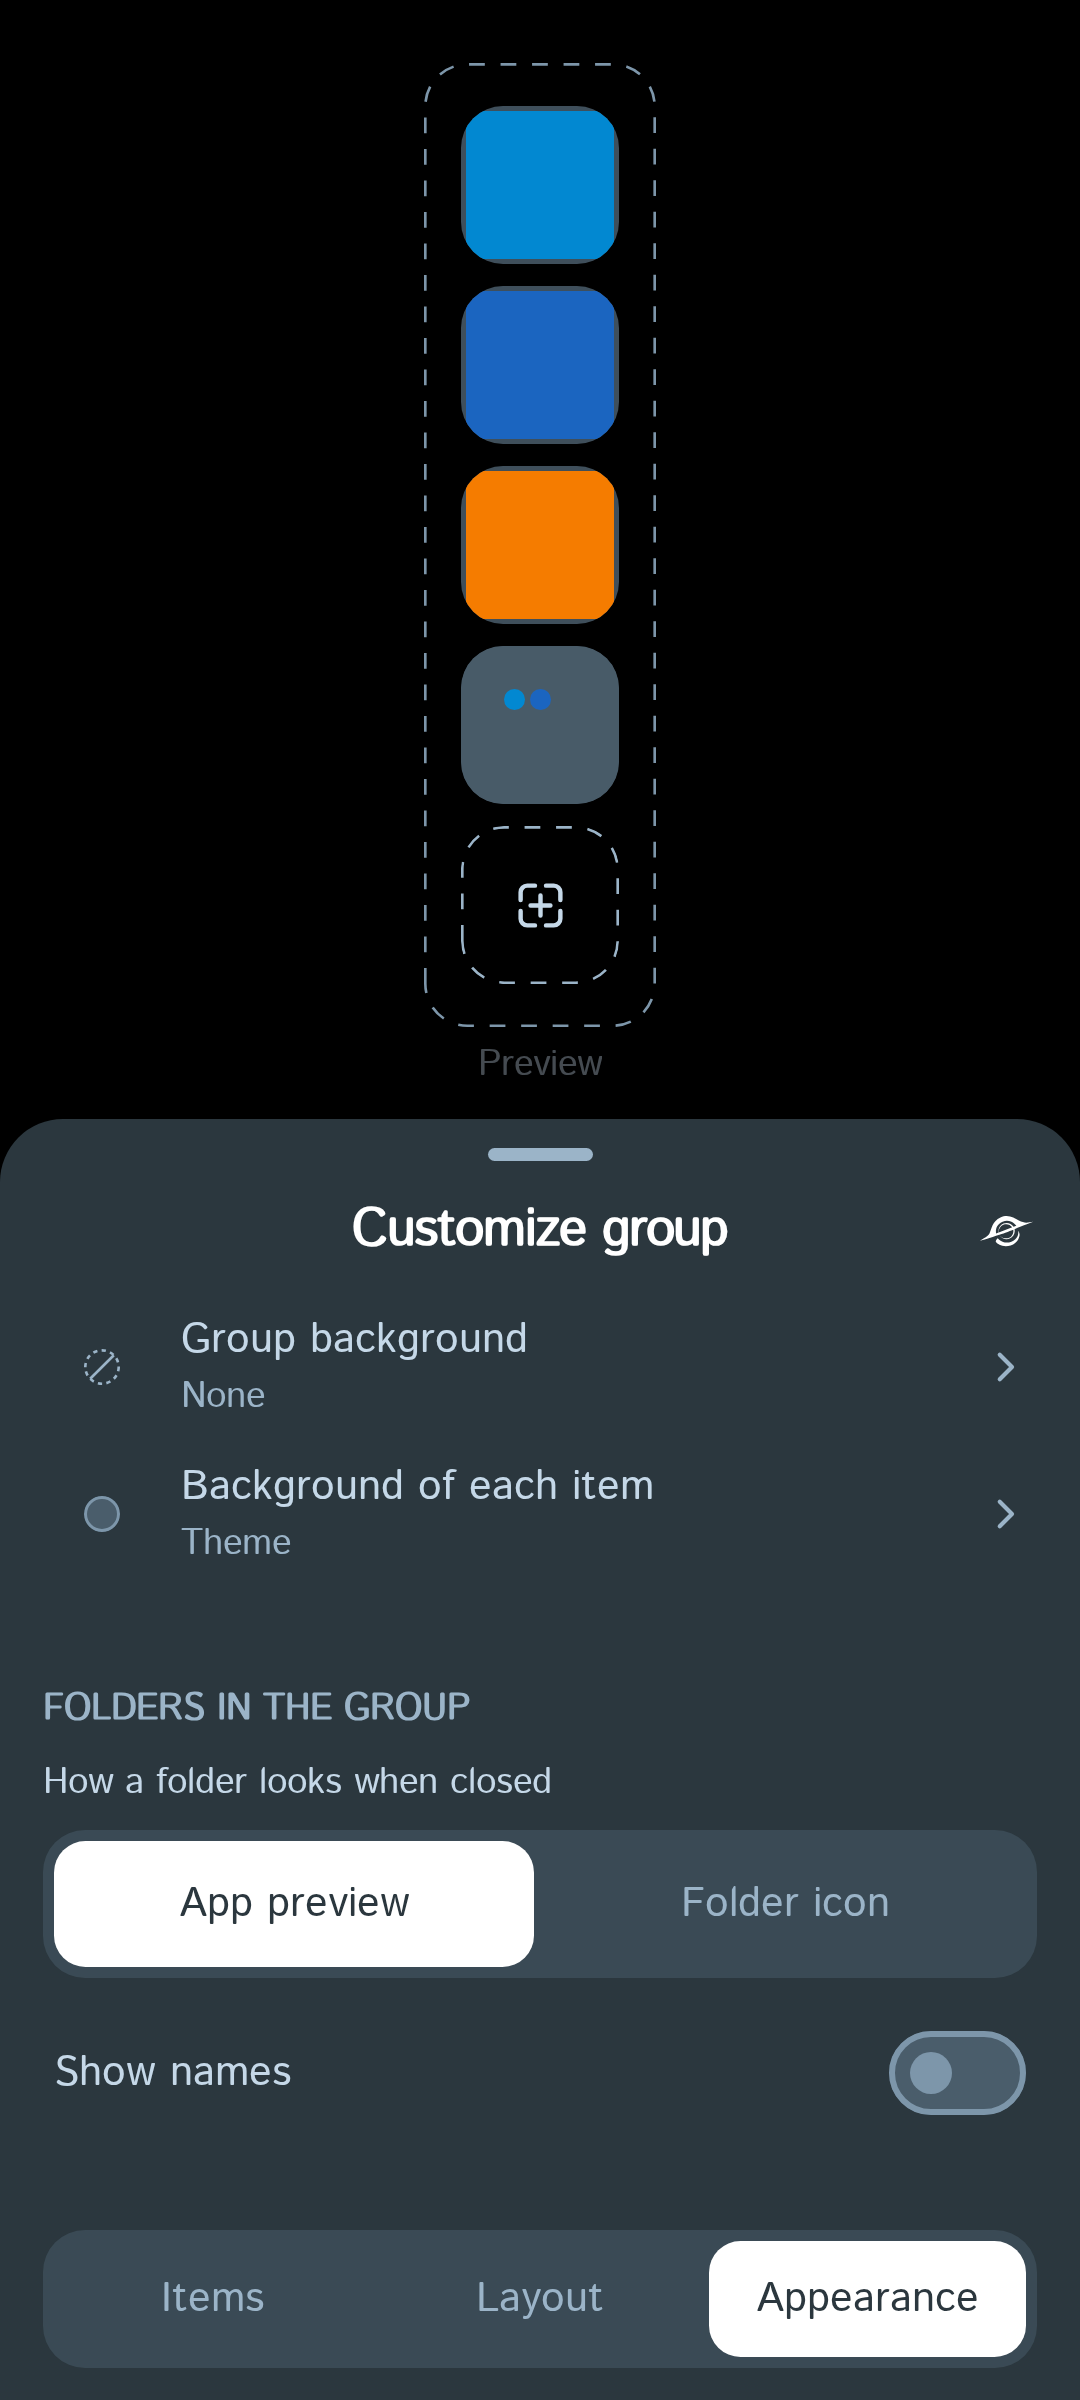 Preview
Customize group
Group background
None
Background of each item
Theme
FOLDERS IN THE GROUP
How a folder looks when closed
App preview
Folder icon
Show names
Items
Layout
Appearance